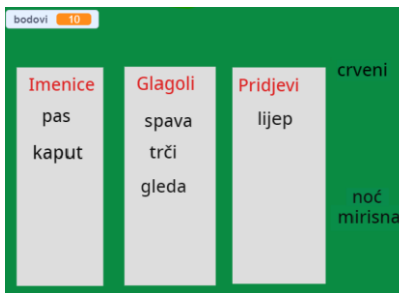 bodovi 10
Imenice Glagoli Pridjevi crveni
pas spava lijep
kaput trči
gleda
noć
mirisna